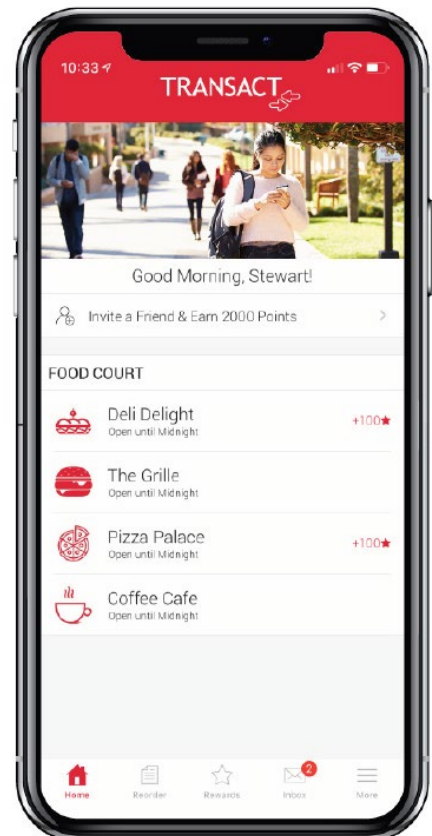 10:33
TRANSACT
Good Morning, Stewart!
Invite a Friend & Earn 2000 Points
FOOD COURT
Deli Delight
Open until Midnight
+100★
The Grille
Open until Midnight
Pizza Palace
Open until Midnight
+100★
Coffee Cafe
Open until Midnight
2
Home
Reorder
Rewards
Inbox
More